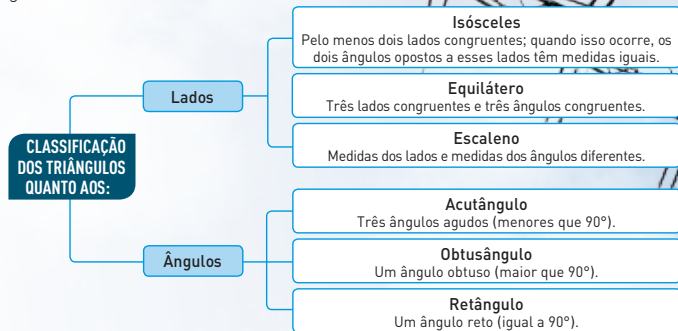 Isósceles
Pelo menos dois lados congruentes; quando isso ocorre, os
dois ângulos opostos a esses lados têm medidas iguais.
Lados
Equilátero
Três lados congruentes e três ângulos congruentes.
Escaleno
Medidas dos lados e medidas dos ângulos diferentes.
CLASSIFICAÇÃO
DOS TRIÂNGULOS
QUANTO AOS:
Acutângulo
Três ângulos agudos (menores que 90°).
Ângulos
Obtusângulo
Um ângulo obtuso (maior que 90°).
Retângulo
Um ângulo reto (igual a 90°).